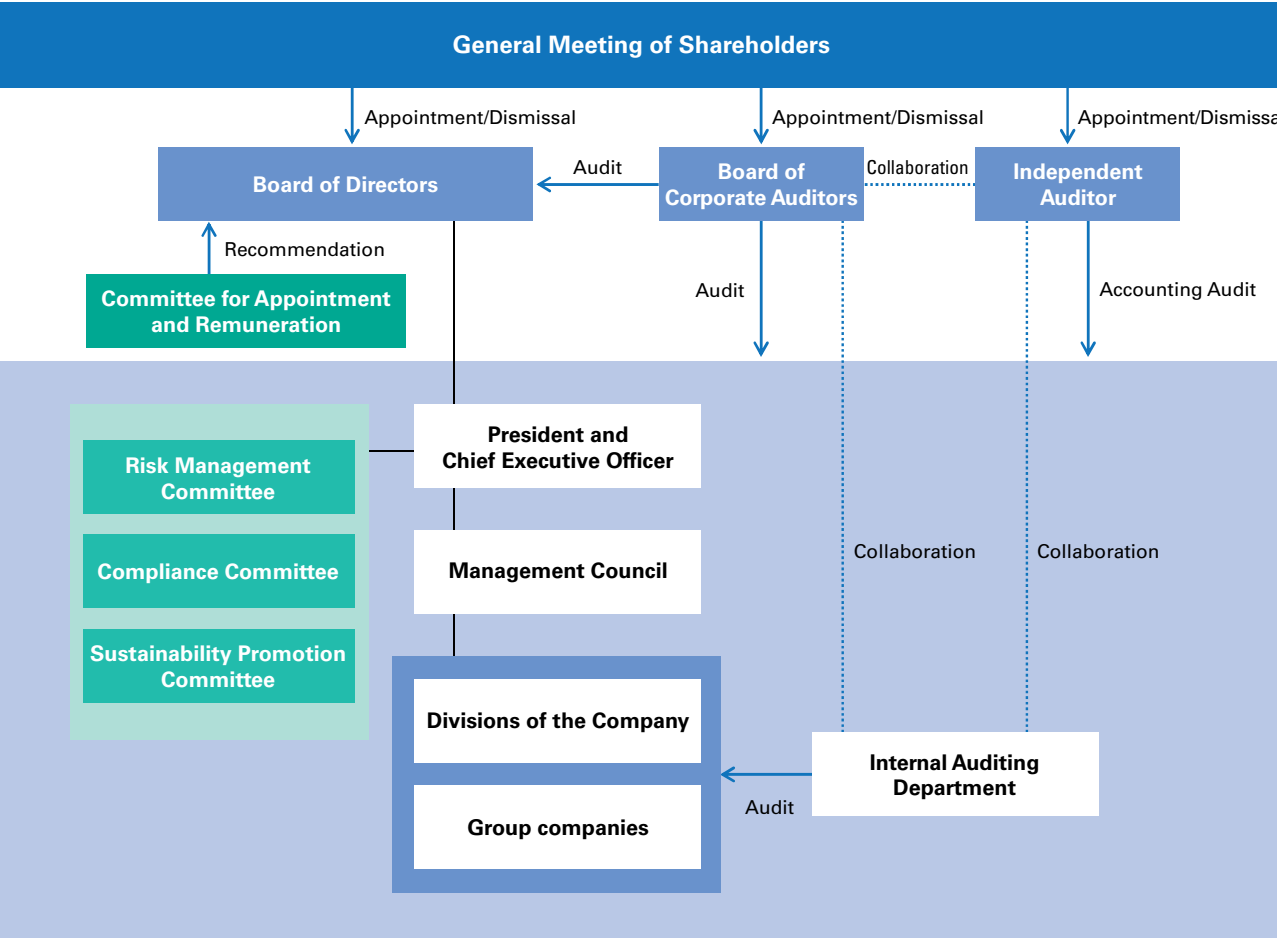 General Meeting of Shareholders
Appointment/Dismissal
Appointment/Dismissal
Appointment/Dismissa
Board of Directors
Audit
Board of
Corporate Auditors
Collaboration
Independent
Auditor
Recommendation
Committee for Appointment
and Remuneration
Audit
Accounting Audit
President and
Chief Executive Officer
Risk Management
Committee
Compliance Committee
Management Council
Collaboration
Collaboration
Sustainability Promotion
Committee
Divisions of the Company
Internal Auditing
Department
Audit
Group companies